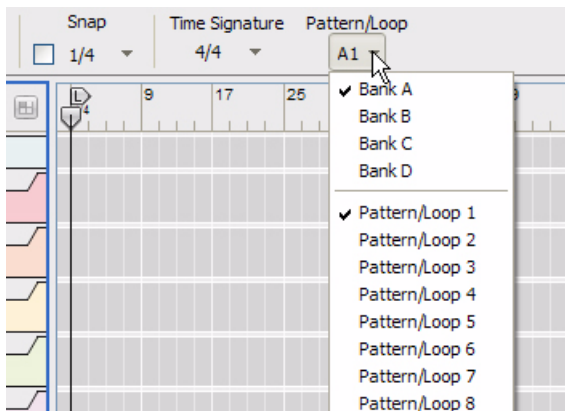 Snap Time Signature Pattern/Loop
1/4 4/4 A1
L 9 17 25 9
4
Bank A
Bank B
Bank C
Bank D
Pattern/Loop 1
Pattern/Loop 2
Pattern/Loop 3
Pattern/Loop 4
Pattern/Loop 5
Pattern/Loop 6
Pattern/Loop 7
Pattern/Loop 8